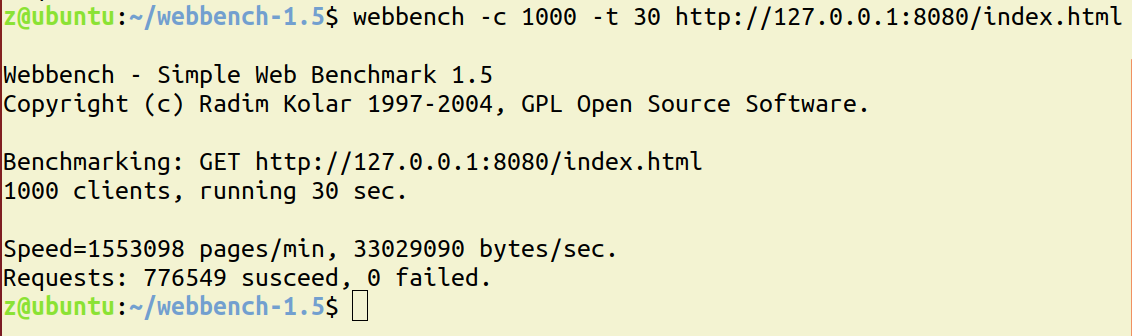 z@ubuntu:~/webbench-1.5$ webbench -c 1000 -t 30 http://127.0.0.1:8080/index.html
Webbench - Simple Web Benchmark 1.5
Copyright (c) Radim Kolar 1997-2004, GPL Open Source Software.
Benchmarking: GET http://127.0.0.1:8080/index.html
1000 clients, running 30 sec.
Speed=1553098 pages/min, 33029090 bytes/sec.
Requests: 776549 susceed, 0 failed.
z@ubuntu:~/webbench-1.5$